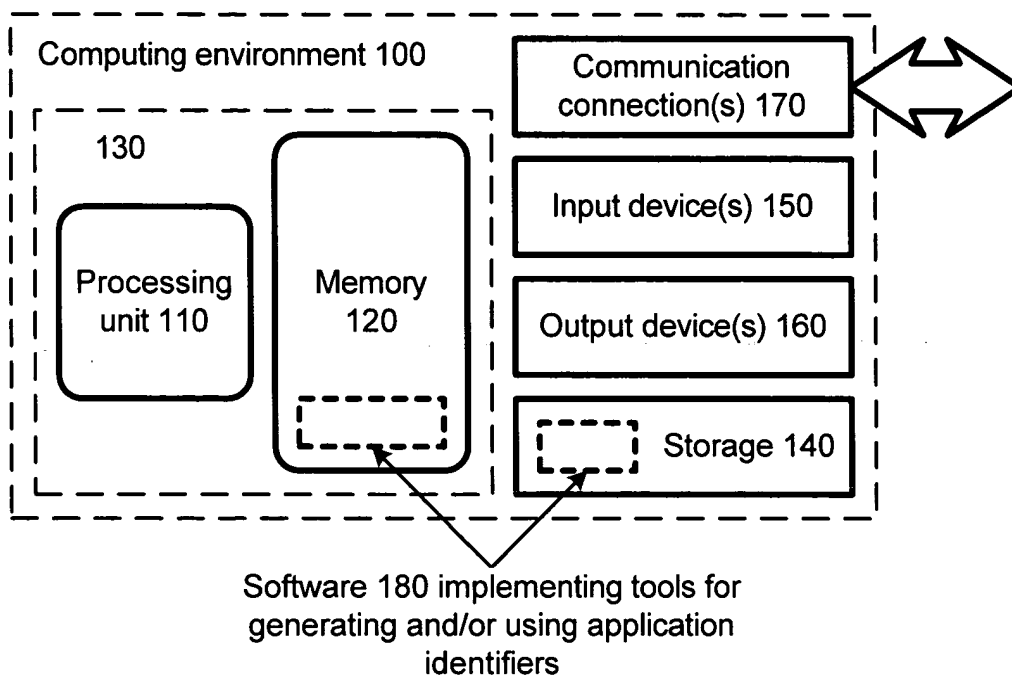 Computing environment 100
130
Processing
unit 110
Memory
120
Communication
connection(s) 170
Input device(s) 150
Output device(s) 160
Storage 140
Software 180 implementing tools for
generating and/or using application
identifiers